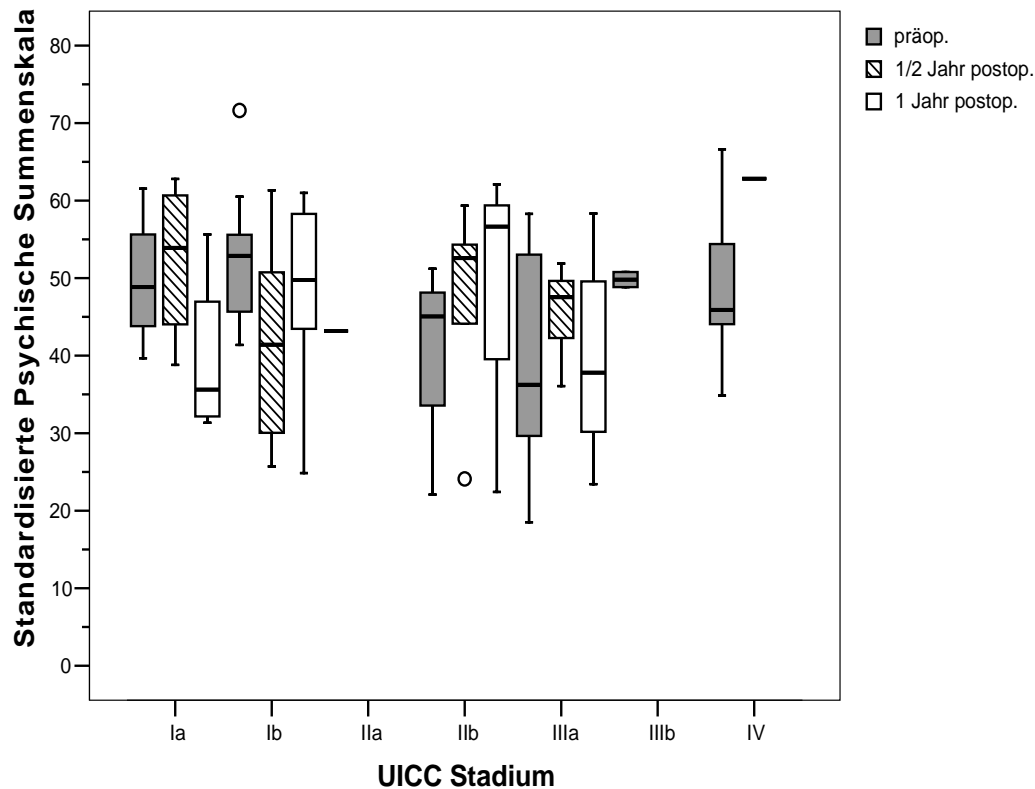 Standardisierte Psychische Summenskala
80
70
60
50
40
30
20
10
0
Ia Ib IIa IIb IIIa IIIb IV
UICC Stadium
präop.
1/2 Jahr postop.
1 Jahr postop.